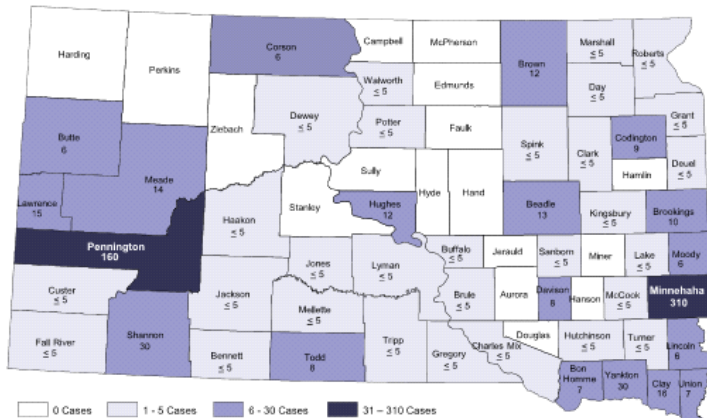 Harding
Perkins
Corson
6
Campbell
McPherson
Brown
12
Marshall
≤ 5
Roberts
≤ 5
Walworth
≤ 5
Edmunds
Day
≤ 5
Dewey
≤ 5
Ziebach
Potter
≤ 5
Faulk
Grant
≤ 5
Butte
6
Spink
≤ 5
Clark
≤ 5
Codington
9
Deuel
≤ 5
Hamlin
Meade
14
Sully
Hyde
Hand
Lawrence
15
Haakon
≤ 5
Stanley
Hughes
12
Beadle
13
Kingsbury
≤ 5
Brookings
10
Pennington
160
Jones
≤ 5
Lyman
≤ 5
Buffalo
≤ 5
Jerauld
Sanborn
≤ 5
Miner
Lake
≤ 5
Moody
6
Custer
≤ 5
Jackson
≤ 5
Mellette
≤ 5
Brule
≤ 5
Aurora
Davison
8
Hanson
McCook
≤ 5
Minnehaha
310
Shannon
30
Fall River
≤ 5
Bennett
≤ 5
Todd
8
Tripp
≤ 5
Gregory
≤ 5
Charles Mix
≤ 5
Douglas
Hutchinson
≤ 5
Turner
≤ 5
Lincoln
6
Bon
Homme
7
Yankton
30
Clay
16
Union
7
0 Cases 1 - 5 Cases 6 - 30 Cases 31 – 310 Cases